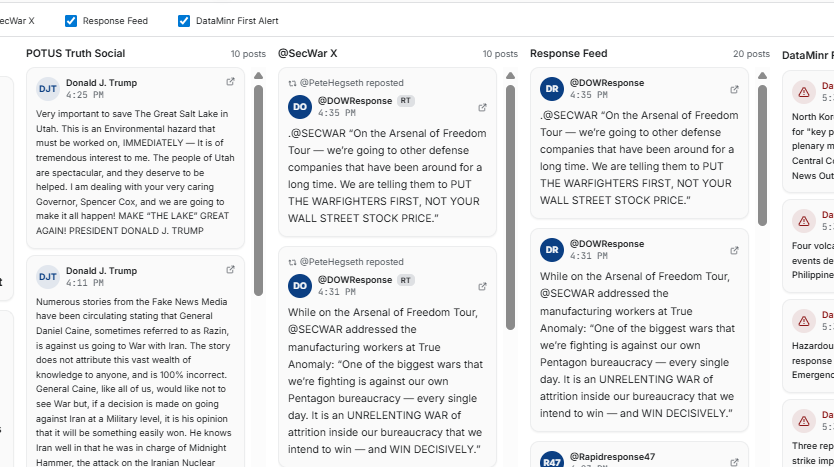 ecWar X
Response Feed
DataMinr First Alert
POTUS Truth Social
10 posts
DJT
Donald J. Trump
4:25 PM
Very important to save The Great Salt Lake in
Utah. This is an Environmental hazard that
must be worked on, IMMEDIATELY — It is of
tremendous interest to me. The people of Utah
are spectacular, and they deserve to be
helped. I am dealing with your very caring
Governor, Spencer Cox, and we are going to
make it all happen! MAKE “THE LAKE” GREAT
AGAIN! PRESIDENT DONALD J. TRUMP
DJT
Donald J. Trump
4:11 PM
Numerous stories from the Fake News Media
have been circulating stating that General
Daniel Caine, sometimes referred to as Razin,
is against us going to War with Iran. The story
does not attribute this vast wealth of
knowledge to anyone, and is 100% incorrect.
General Caine, like all of us, would like not to
see War but, if a decision is made on going
against Iran at a Military level, it is his opinion
that it will be something easily won. He knows
Iran well in that he was in charge of Midnight
Hammer, the attack on the Iranian Nuclear
@SecWar X
10 posts
@PeteHegseth reposted
DO
@DOWResponse RT
4:35 PM
.@SECWAR “On the Arsenal of Freedom
Tour — we’re going to other defense
companies that have been around for a
long time. We are telling them to PUT
THE WARFIGHTERS FIRST, NOT YOUR
WALL STREET STOCK PRICE.”
@PeteHegseth reposted
DO
@DOWResponse RT
4:31 PM
While on the Arsenal of Freedom Tour,
@SECWAR addressed the
manufacturing workers at True
Anomaly: “One of the biggest wars that
we’re fighting is against our own
Pentagon bureaucracy — every single
day. It is an UNRELENTING WAR of
attrition inside our bureaucracy that we
intend to win — and WIN DECISIVELY.”
Response Feed
20 posts
DR
@DOWResponse
4:35 PM
.@SECWAR “On the Arsenal of Freedom
Tour — we’re going to other defense
companies that have been around for a
long time. We are telling them to PUT
THE WARFIGHTERS FIRST, NOT YOUR
WALL STREET STOCK PRICE.”
DR
@DOWResponse
4:31 PM
While on the Arsenal of Freedom Tour,
@SECWAR addressed the
manufacturing workers at True
Anomaly: “One of the biggest wars that
we’re fighting is against our own
Pentagon bureaucracy — every single
day. It is an UNRELENTING WAR of
attrition inside our bureaucracy that we
intend to win — and WIN DECISIVELY.”
R47
@Rapidresponse47
DataMinr F
Da
5:
North Kor
for "key p
plenary m
Central Co
News Out
Da
5:
Four volca
events de
Philippine
Da
5:
Hazardou
response
Emergenc
Da
5:
Three rep
strike imp